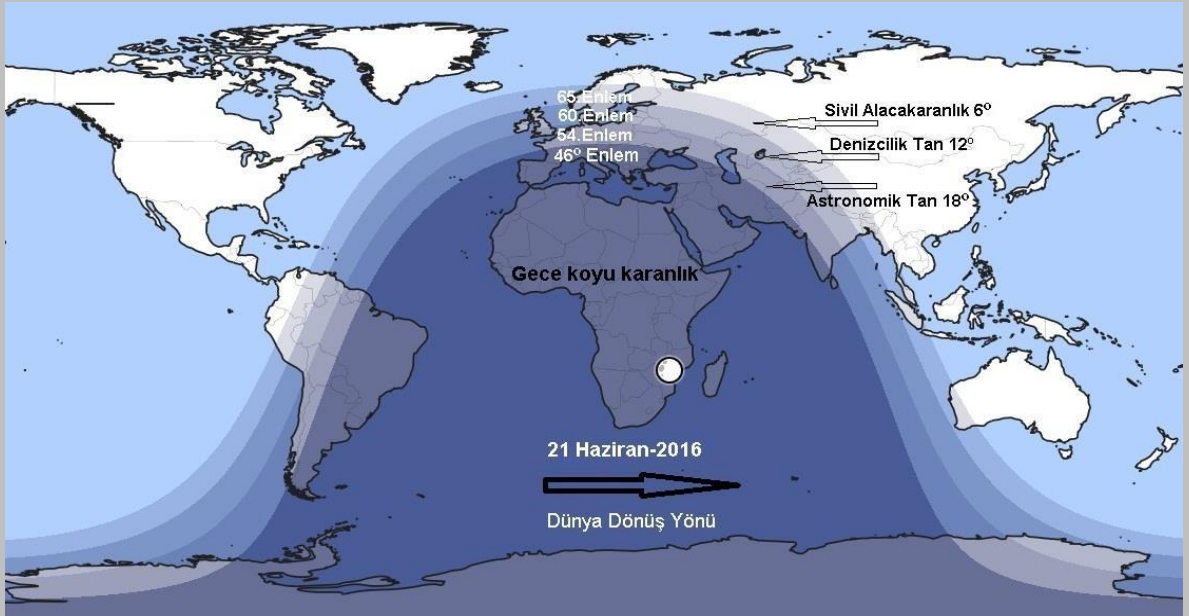 65.Enlem
60.Enlem
54.Enlem
46º Enlem
Sivil Alacakaranlık 6º
Denizcilik Tan 12º
Astronomik Tan 18º
Gece koyu karanlık
21 Haziran-2016
Dünya Dönüş Yönü